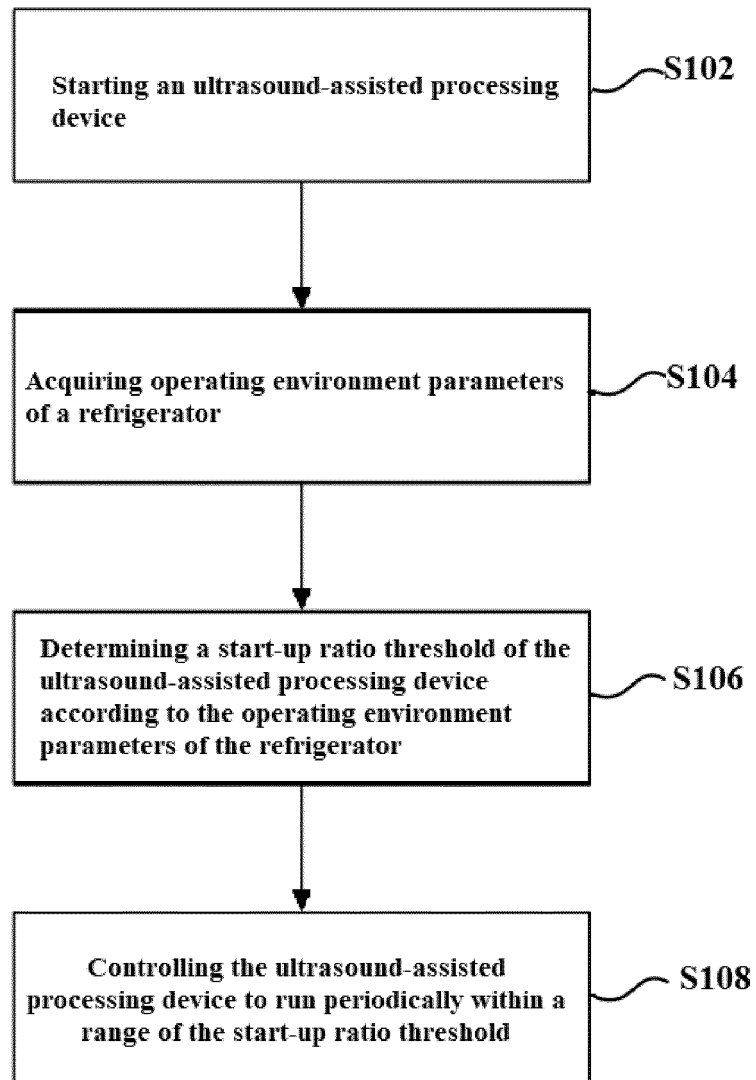 Starting an ultrasound-assisted processing
device
S102
Acquiring operating environment parameters
of a refrigerator
S104
Determining a start-up ratio threshold of the
ultrasound-assisted processing device
according to the operating environment
parameters of the refrigerator
S106
Controlling the ultrasound-assisted
processing device to run periodically within a
range of the start-up ratio threshold
S108